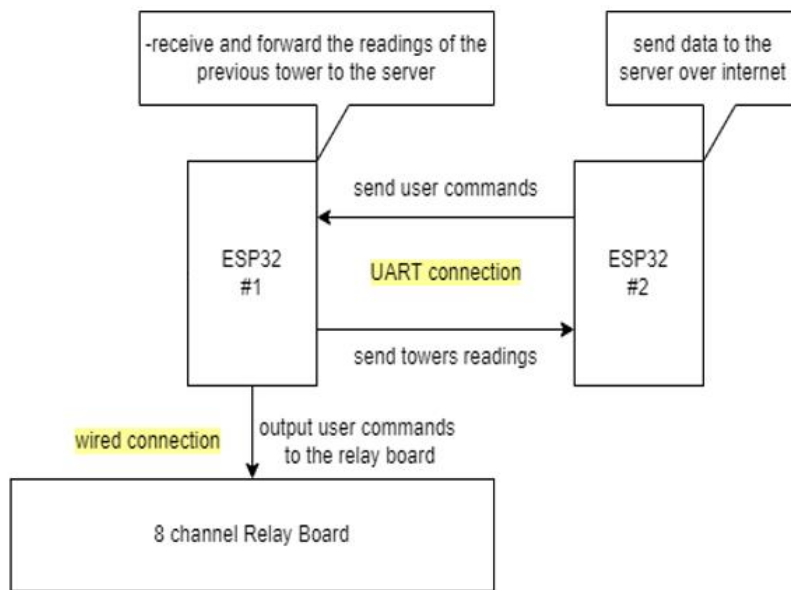 -receive and forward the readings of the
previous tower to the server
send data to the
server over internet
send user commands
ESP32
#1
UART connection
ESP32
#2
send towers readings
wired connection
output user commands
to the relay board
8 channel Relay Board